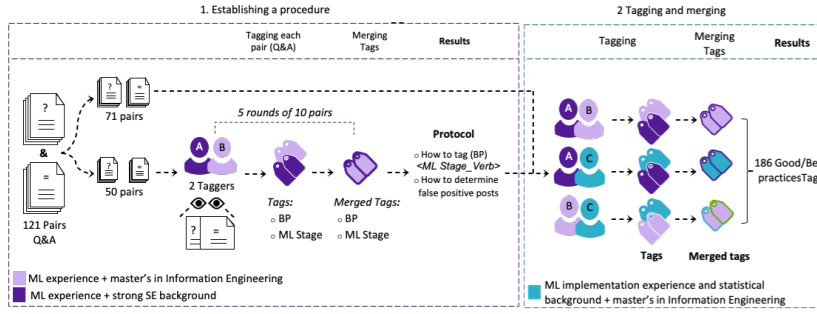 1. Establishing a procedure
2 Tagging and merging
Tagging each
pair (Q&A)
Merging
Tags
Results
Tagging
Merging
Tags
Results
?
=
71 pairs
?
&
=
121 Pairs
Q&A
?
=
50 pairs
5 rounds of 10 pairs
A
B
2 Taggers
?
=
Tags:
o BP
o ML Stage
Merged Tags:
o BP
o ML Stage
Protocol
o How to tag (BP)
<ML Stage_Verb>
o How to determine
false positive posts
A
B
A
C
B
C
Tags
Merged tags
186 Good/Be
practicesTag
ML experience + master's in Information Engineering
ML experience + strong SE background
ML implementation experience and statistical
background + master's in Information Engineering